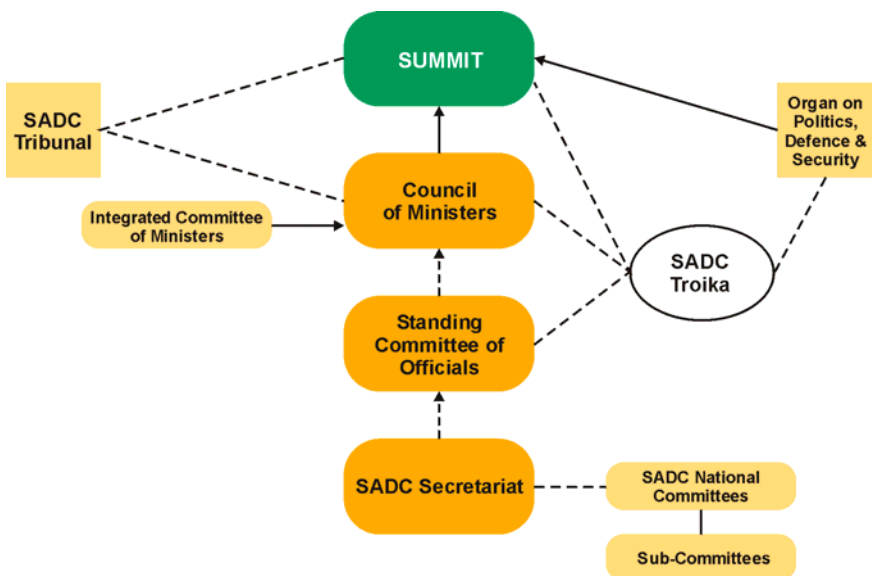 SUMMIT
SADC
Tribunal
Organ on
Politics,
Defence &
Security
Council
of Ministers
Integrated Committee
of Ministers
SADC
Troika
Standing
Committee of
Officials
SADC Secretariat
SADC National
Committees
Sub-Committees